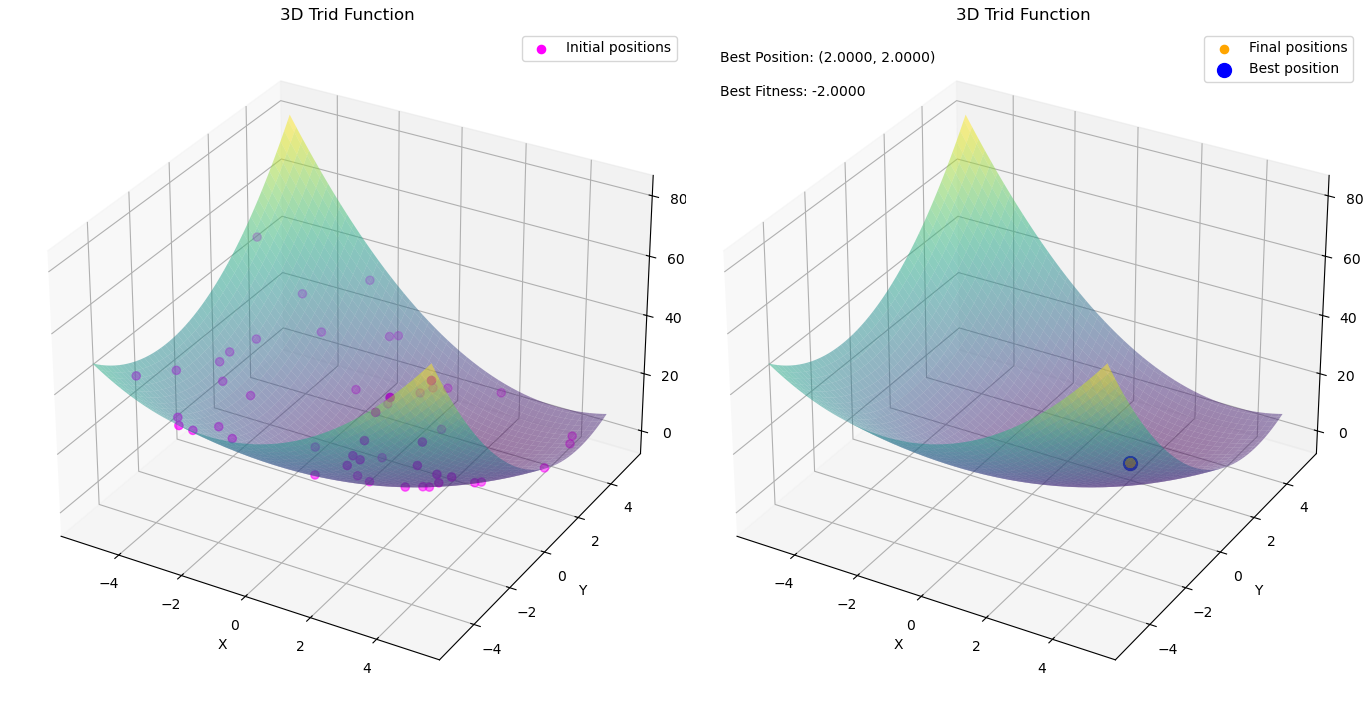 3D Trid Function
Initial positions
80
60
40
20
0
4
2
0
−2
−4
Y
−4
−2
0
2
4
X
3D Trid Function
Best Position: (2.0000, 2.0000)
Best Fitness: -2.0000
Final positions
Best position
80
60
40
20
0
4
2
0
−2
−4
Y
−4
−2
0
2
4
X